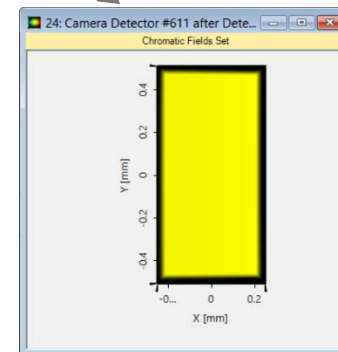 24: Camera Detector #611 after Dete...
Chromatic Fields Set
0.4
0.2
0
-0.2
-0.4
Y [mm]
-0... 0 0.2
X [mm]